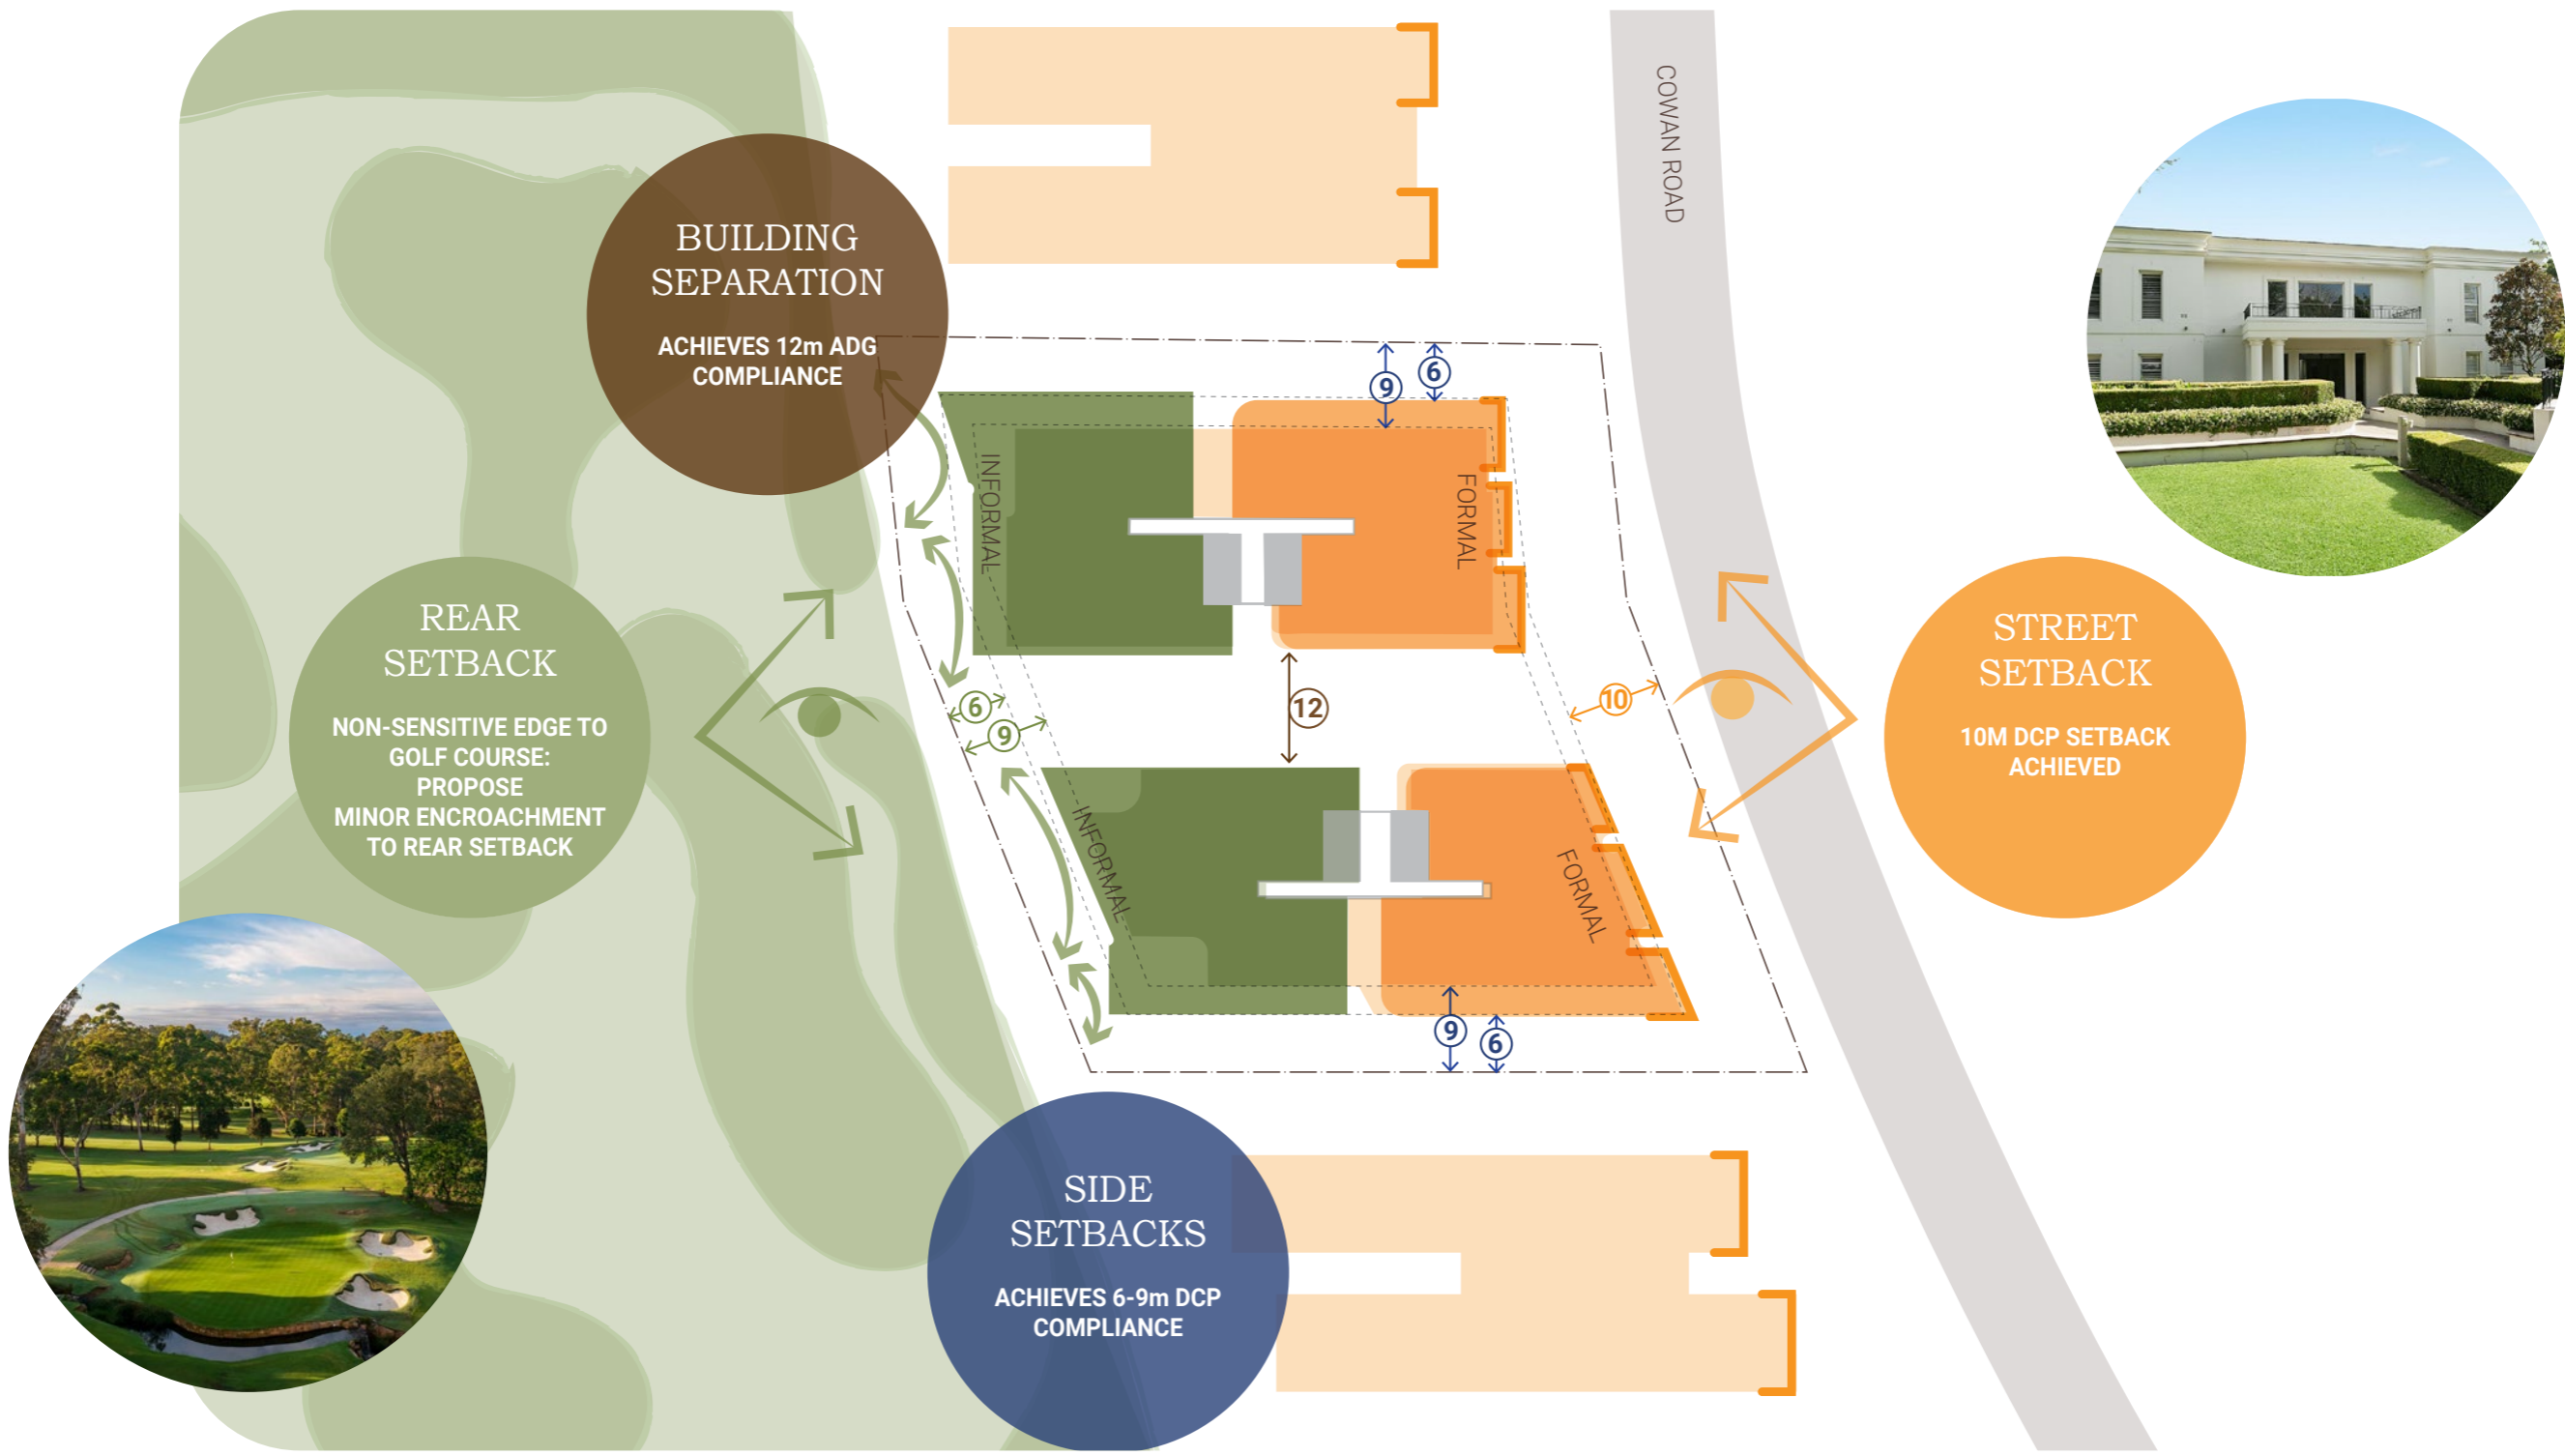 COWAN ROAD
BUILDING
SEPARATION
ACHIEVES 12m ADG
COMPLIANCE
9
6
INFORMAL
FORMAL
REAR
SETBACK
NON-SENSITIVE EDGE TO
GOLF COURSE:
PROPOSE
MINOR ENCROACHMENT
TO REAR SETBACK
6
9
12
10
STREET
SETBACK
10M DCP SETBACK
ACHIEVED
INFORMAL
FORMAL
9
6
SIDE
SETBACKS
ACHIEVES 6-9m DCP
COMPLIANCE